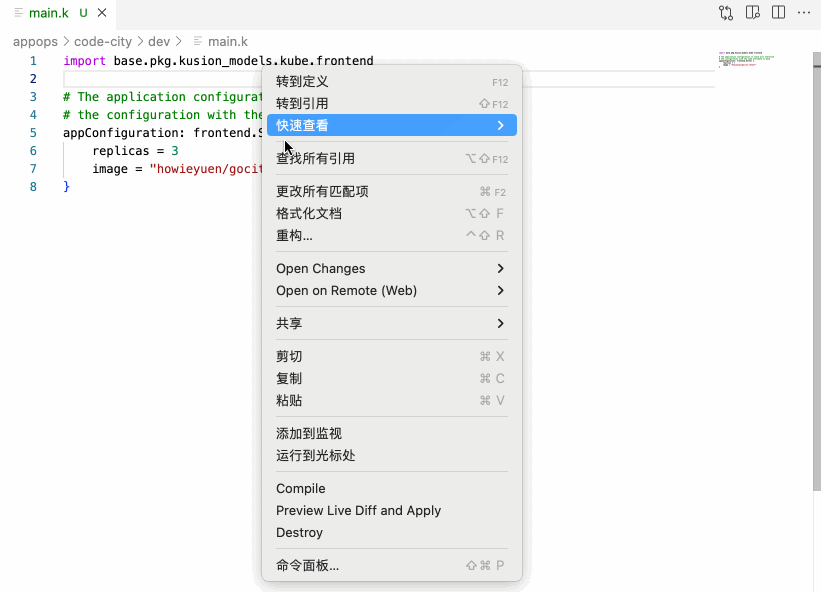 main.k U
appops > code-city > dev > main.k
1 import base.pkg.kusion_models.kube.frontend
2
3 # The application configurat
4 # the configuration with the
5 appConfiguration: frontend.S
6 replicas = 3
7 image = "howieyuen/gocit
8 }
转到定义 F12
转到引用 ⇧F12
快速查看 >
查找所有引用 ⌥⇧F12
更改所有匹配项 ⌘F2
格式化文档 ⌥⇧ F
重构... ^⇧ R
Open Changes >
Open on Remote (Web) >
共享 >
剪切 ⌘ X
复制 ⌘ C
粘贴 ⌘ V
添加到监视
运行到光标处
Compile
Preview Live Diff and Apply
Destroy
命令面板... ⇧⌘ P